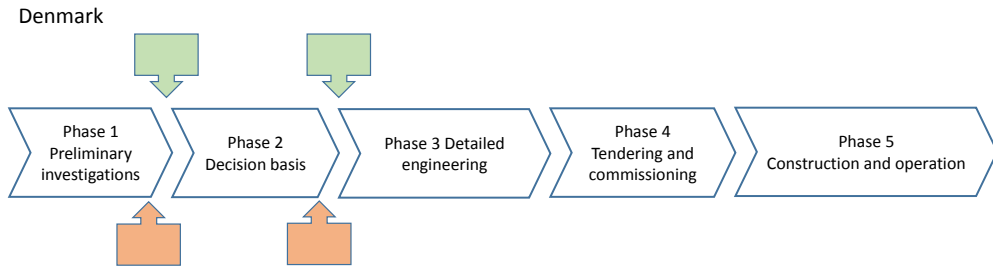 Denmark
Phase 1
Preliminary
investigations
Phase 2
Decision basis
Phase 3 Detailed
engineering
Phase 4
Tendering and
commissioning
Phase 5
Construction and operation